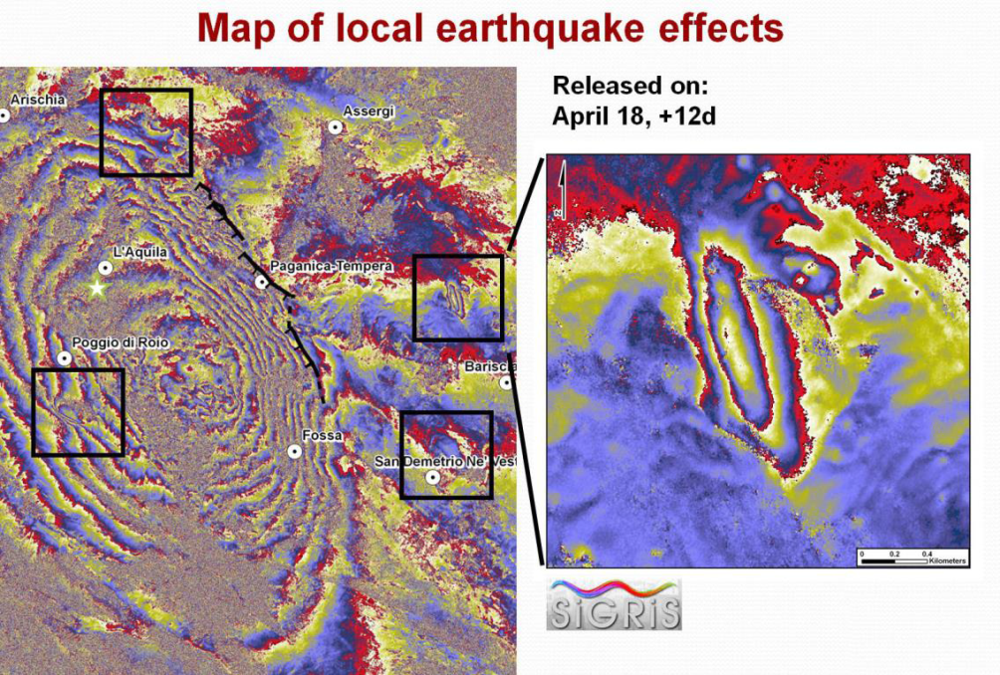 Map of local earthquake effects
Released on:
April 18, +12d
Arischia
Assergi
L'Aquila
Paganica-Tempera
Poggio di Roio
Fossa
San Demetrio Ne' Vest
0 0.2 0.4
Kilometers
SiGRiS